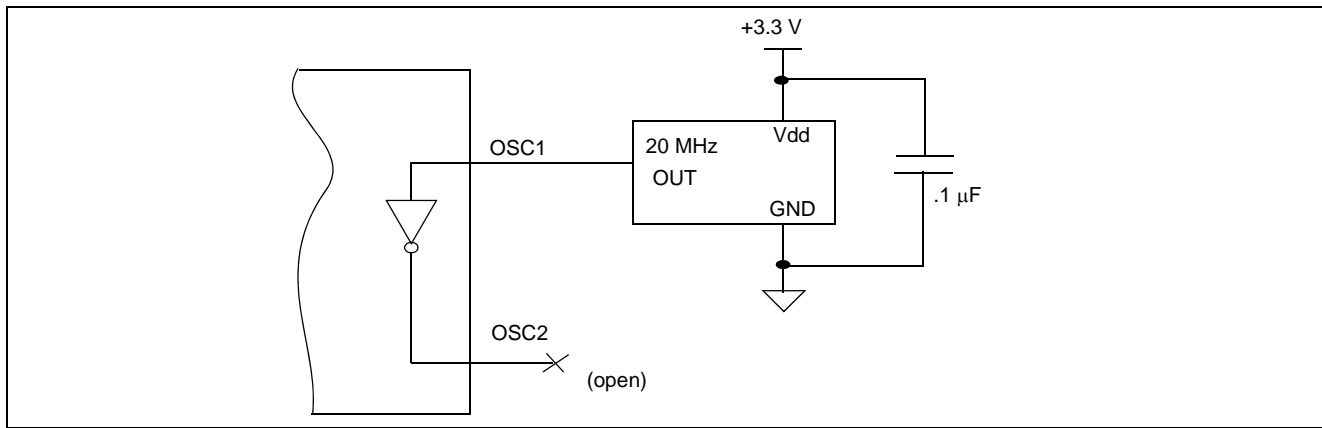 +3.3 V
OSC1
20 MHz
OUT
Vdd
GND
.1 μF
OSC2
(open)